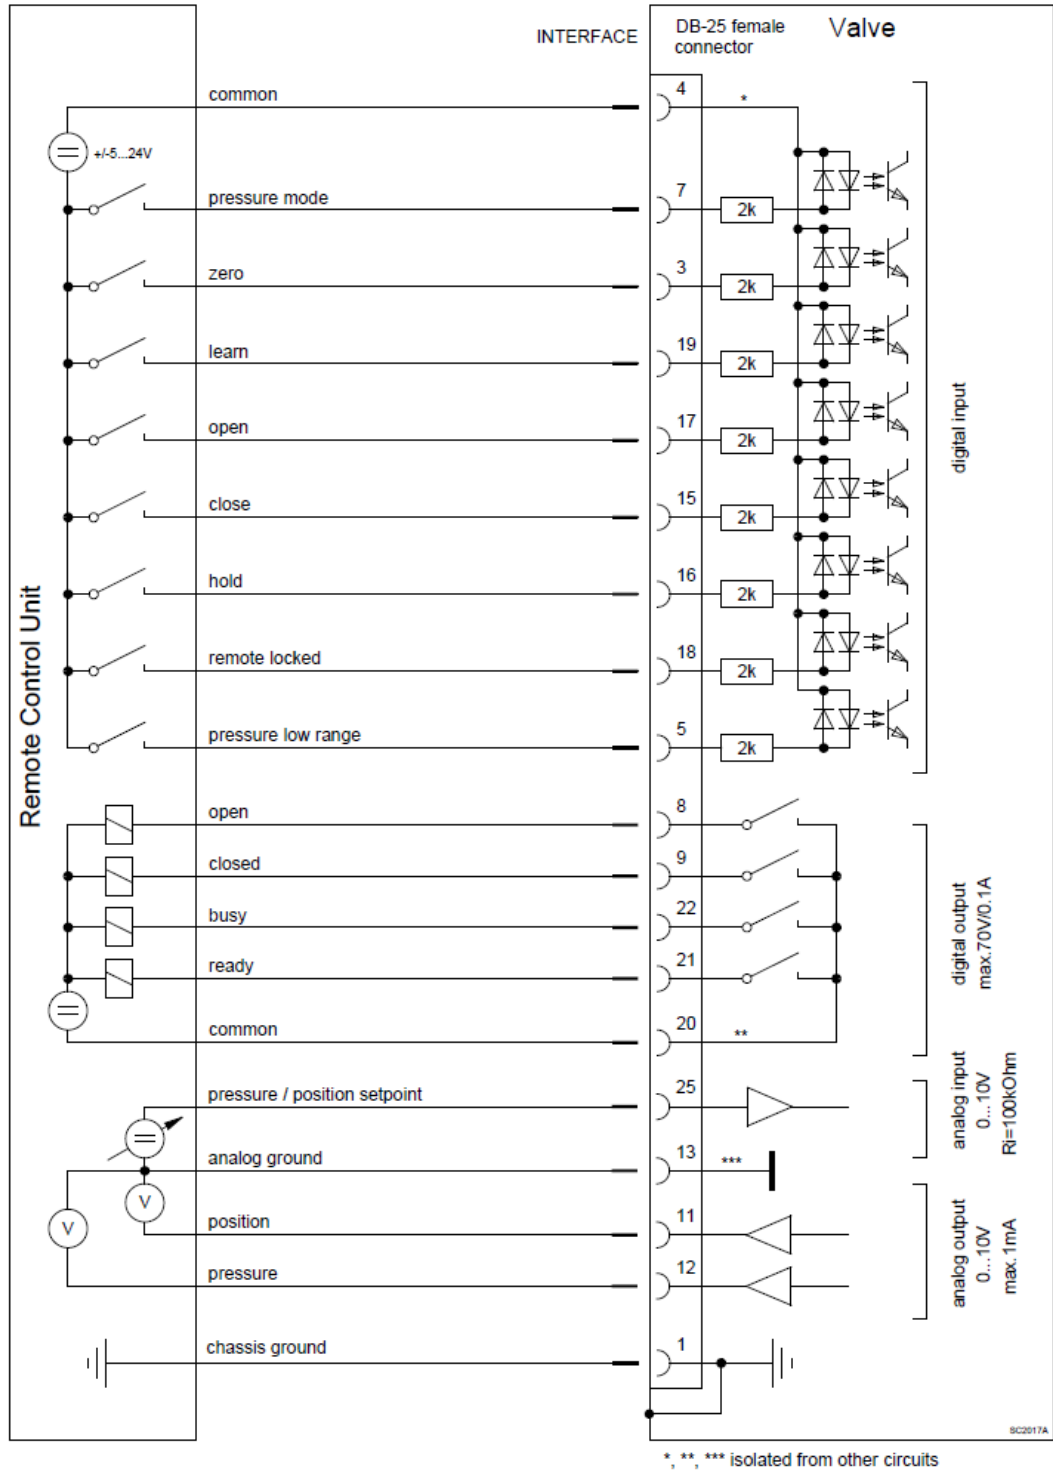 INTERFACE
DB-25 female
connector
Valve
common
4
*
+/-5...24V
pressure mode
7
2k
zero
3
2k
learn
19
2k
open
17
2k
close
15
2k
hold
16
2k
remote locked
18
2k
pressure low range
5
2k
digital input
Remote Control Unit
open
8
closed
9
busy
22
ready
21
common
20
**
digital output
max.70V/0.1A
pressure / position setpoint
25
analog input
0...10V
Ri=100kOhm
analog ground
13
***
V
V
position
11
pressure
12
analog output
0...10V
max.1mA
chassis ground
1
SC2017A
*, **, *** isolated from other circuits